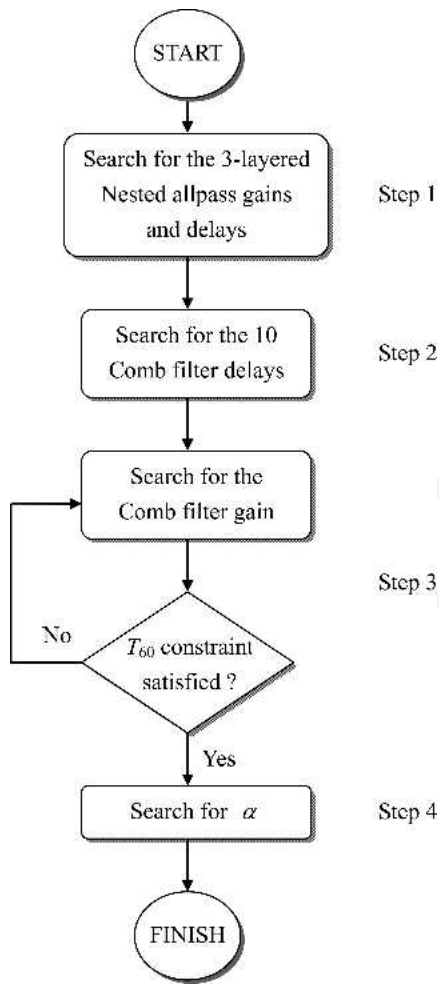 START
Search for the 3-layered
Nested allpass gains
and delays
Step 1
Search for the 10
Comb filter delays
Step 2
Search for the
Comb filter gain
Step 3
No
T60 constraint
satisfied ?
Yes
Search for α
Step 4
FINISH